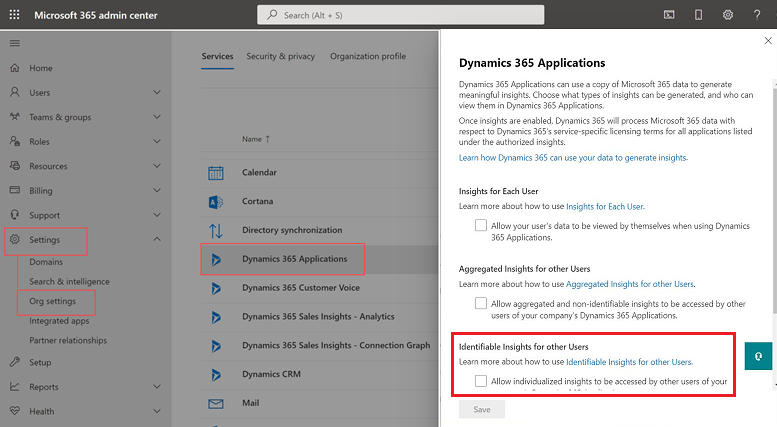 Microsoft 365 admin center
Search (Alt + S)
?
Home
Users
Teams & groups
Roles
Resources
Billing
Support
Settings
Domains
Search & intelligence
Org settings
Integrated apps
Partner relationships
Setup
Reports
Health
Services Security & privacy Organization profile
Name ↑
Calendar
Cortana
Directory synchronization
Dynamics 365 Applications
Dynamics 365 Customer Voice
Dynamics 365 Sales Insights - Analytics
Dynamics 365 Sales Insights - Connection Graph
Dynamics CRM
Mail
Dynamics 365 Applications
Dynamics 365 Applications can use a copy of Microsoft 365 data to generate
meaningful insights. Choose what types of insights can be generated, and who can
view them in Dynamics 365 Applications.
Once insights are enabled, Dynamics 365 will process Microsoft 365 data with
respect to Dynamics 365's service-specific licensing terms for all applications listed
under the authorized insights.
Learn how Dynamics 365 can use your data to generate insights.
Insights for Each User
Learn more about how to use Insights for Each User.
Allow your user's data to be viewed by themselves when using Dynamics
365 Applications.
Aggregated Insights for other Users
Learn more about how to use Aggregated Insights for other Users.
Allow aggregated and non-identifiable insights to be accessed by other
users of your company's Dynamics 365 Applications.
Identifiable Insights for other Users
Learn more about how to use Identifiable Insights for other Users.
Allow individualized insights to be accessed by other users of your
Save